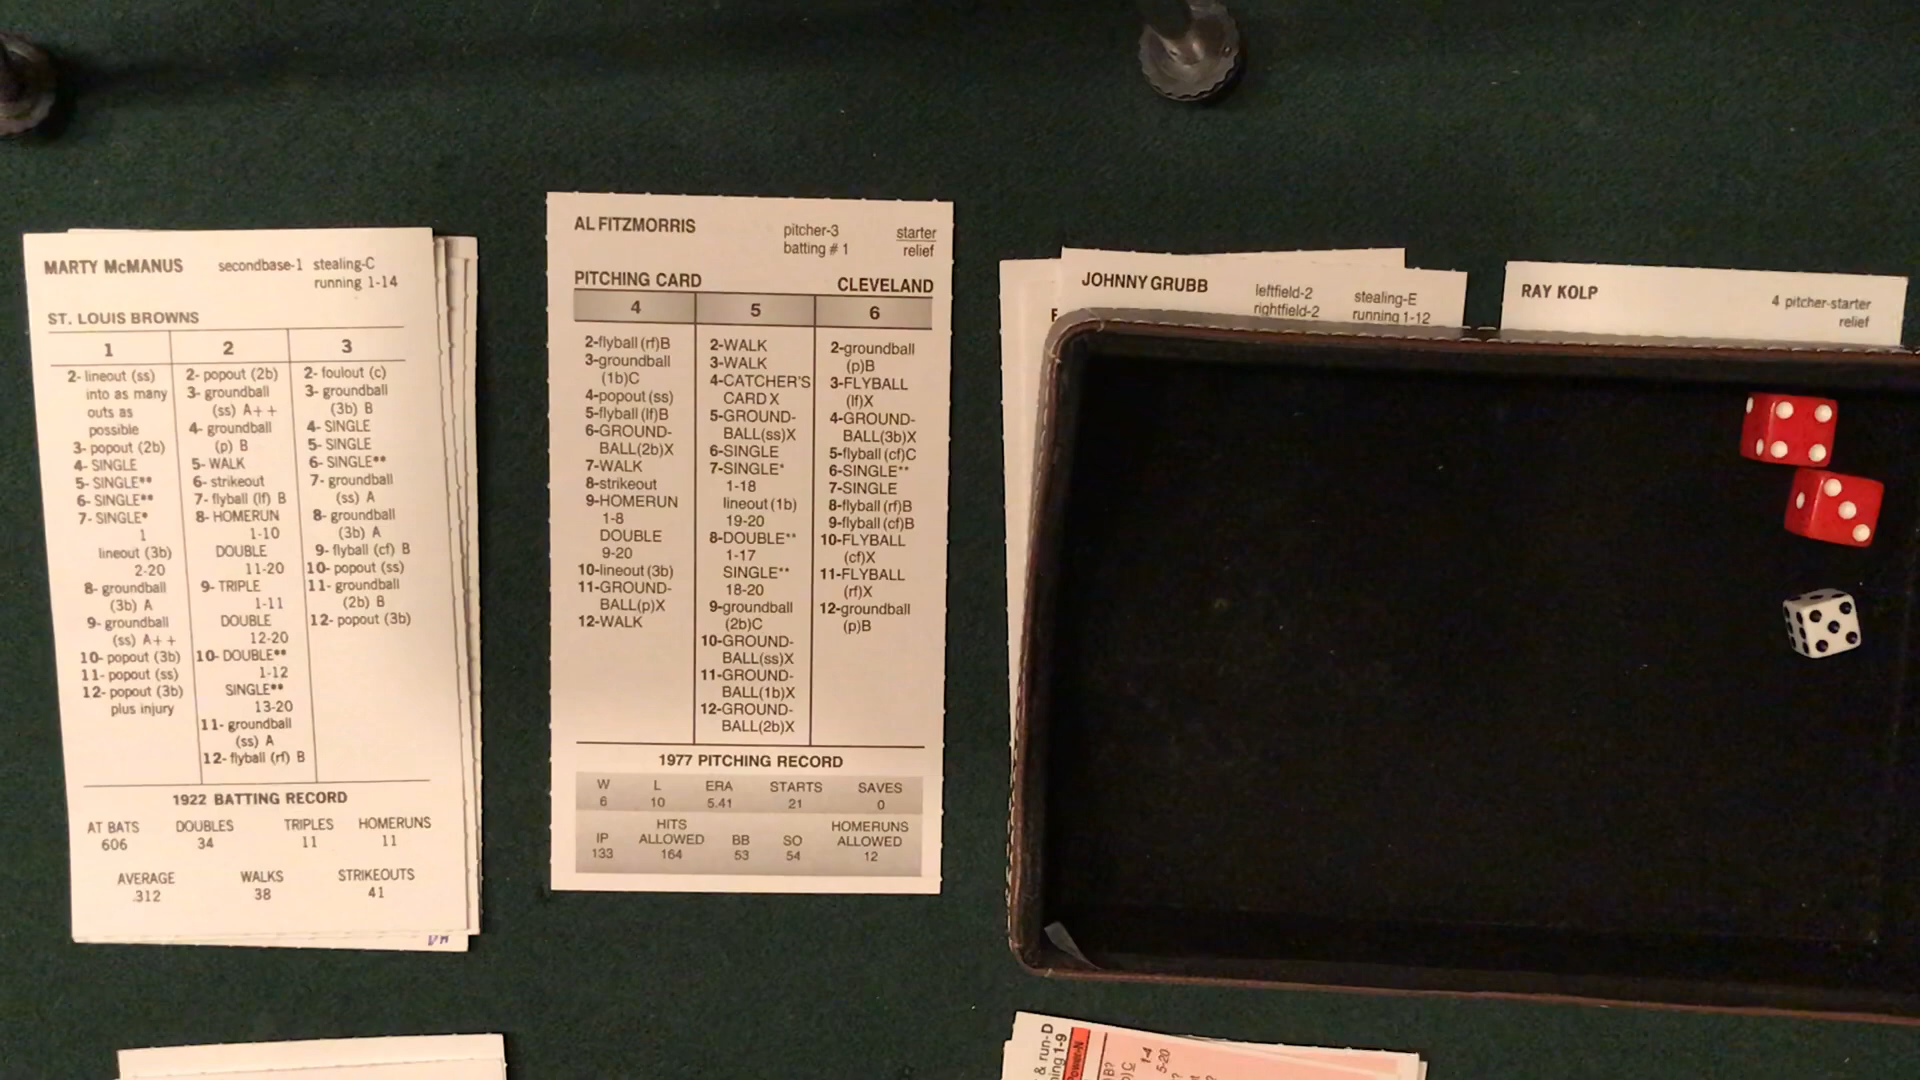 MARTY McMANUS
secondbase-1 stealing-C
running 1-14
ST. LOUIS BROWNS
1 2 3
2- lineout (ss)
into as many
outs as
possible
3- popout (2b)
4- SINGLE
5- SINGLE**
6- SINGLE**
7- SINGLE*
1
lineout (3b)
2-20
8- groundball
(3b) A
9- groundball
(ss) A++
10- popout (3b)
11- popout (ss)
12- popout (3b)
plus injury
2- popout (2b)
3- groundball
(ss) A++
4- groundball
(p) B
5- WALK
6- strikeout
7- flyball (lf) B
8- HOMERUN
1-10
DOUBLE
11-20
9- TRIPLE
1-11
DOUBLE
12-20
10- DOUBLE**
1-12
SINGLE**
13-20
11- groundball
(ss) A
12- flyball (rf) B
2- foulout (c)
3- groundball
(3b) B
4- SINGLE
5- SINGLE
6- SINGLE**
7- groundball
(ss) A
8- groundball
(3b) A
9- flyball (cf) B
10- popout (ss)
11- groundball
(2b) B
12- popout (3b)
1922 BATTING RECORD
AT BATS DOUBLES TRIPLES HOMERUNS
606 34 11 11
AVERAGE WALKS STRIKEOUTS
.312 38 41
AL FITZMORRIS
pitcher-3 starter
batting # 1 relief
PITCHING CARD CLEVELAND
4 5 6
2-flyball (rf)B
3-groundball
(1b)C
4-popout (ss)
5-flyball (lf)B
6-GROUND-
BALL(2b)X
7-WALK
8-strikeout
9-HOMERUN
1-8
DOUBLE
9-20
10-lineout (3b)
11-GROUND-
BALL(p)X
12-WALK
2-WALK
3-WALK
4-CATCHER'S
CARD X
5-GROUND-
BALL(ss)X
6-SINGLE
7-SINGLE*
1-18
lineout (1b)
19-20
8-DOUBLE**
1-17
SINGLE**
18-20
9-groundball
(2b)C
10-GROUND-
BALL(ss)X
11-GROUND-
BALL(1b)X
12-GROUND-
BALL(2b)X
2-groundball
(p)B
3-FLYBALL
(lf)X
4-GROUND-
BALL(3b)X
5-flyball (cf)C
6-SINGLE**
7-SINGLE
8-flyball (rf)B
9-flyball (cf)B
10-FLYBALL
(cf)X
11-FLYBALL
(rf)X
12-groundball
(p)B
1977 PITCHING RECORD
W L ERA STARTS SAVES
6 10 5.41 21 0
IP HITS ALLOWED BB SO HOMERUNS ALLOWED
133 164 53 54 12
JOHNNY GRUBB
leftfield-2 stealing-E
rightfield-2 running 1-12
RAY KOLP
4 pitcher-starter
relief
& run-D
1-9
1-4
5-20